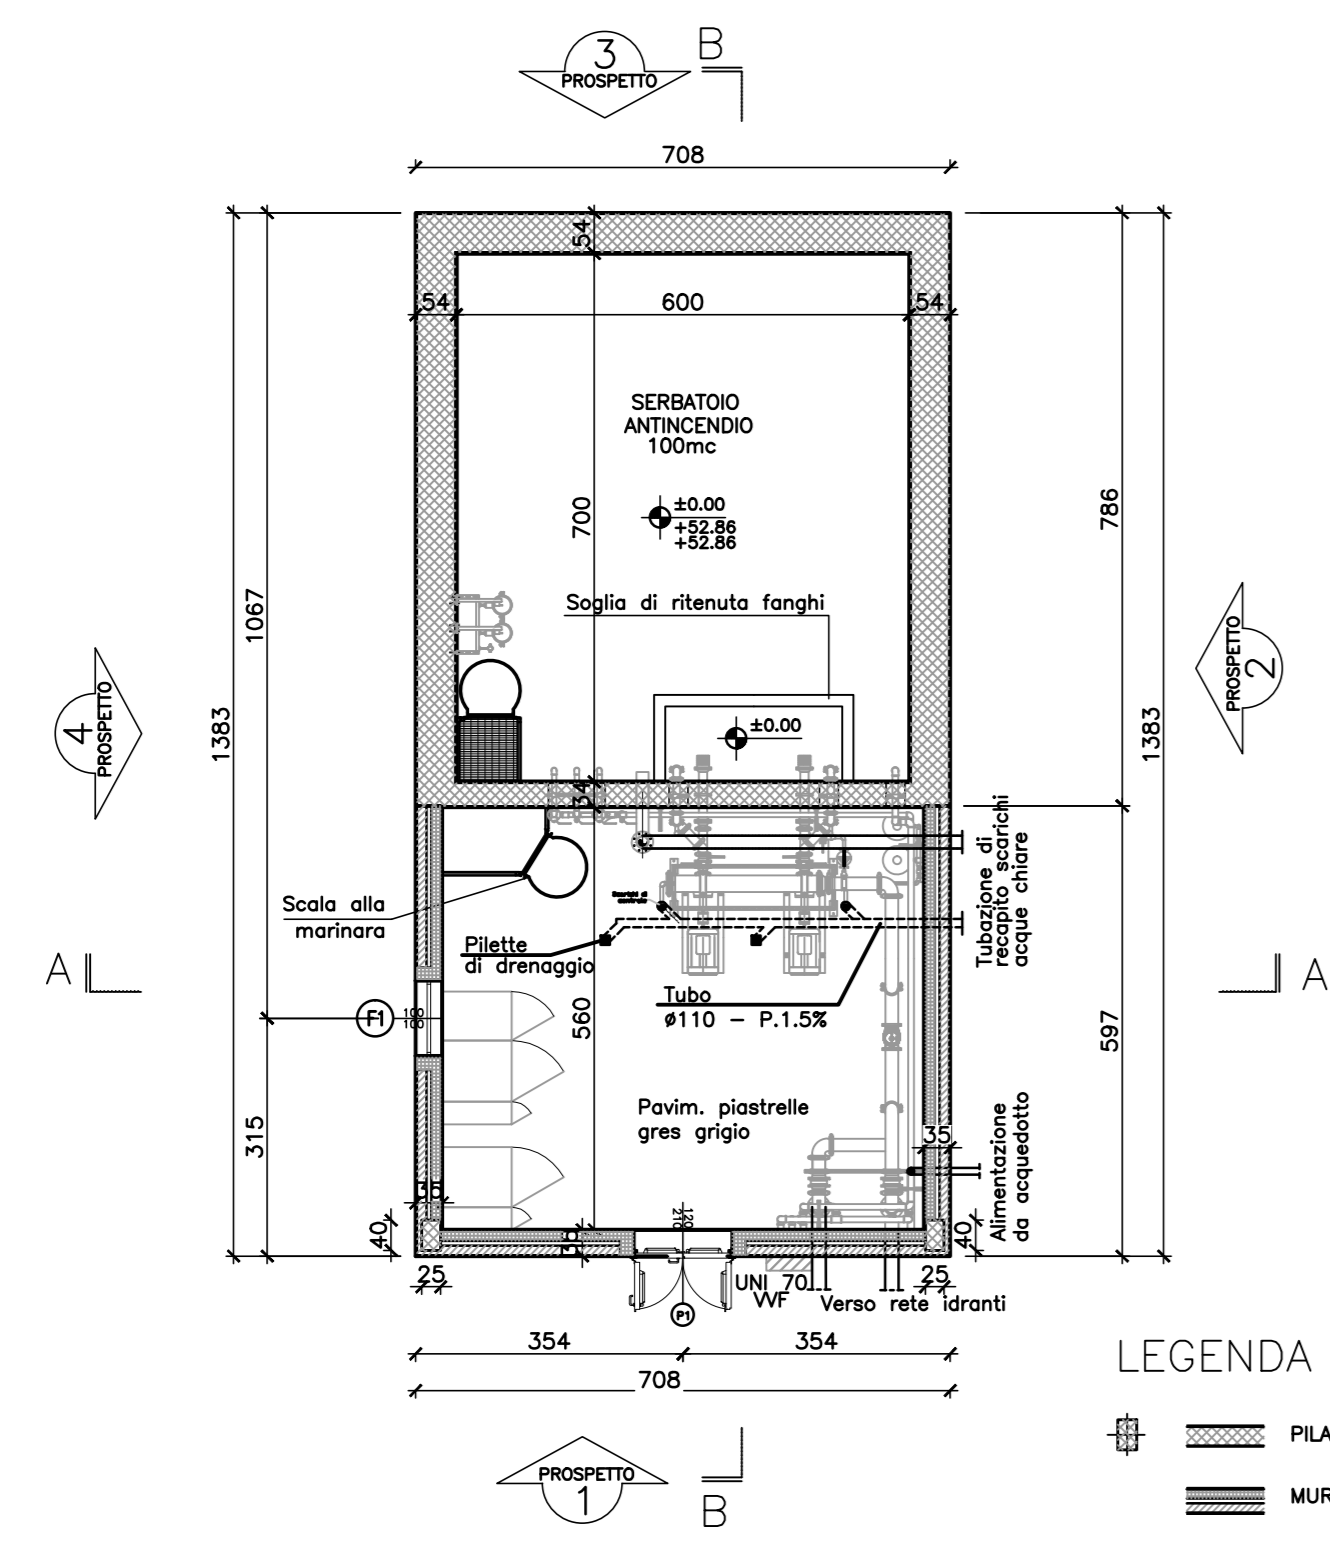 3
PROSPETTO
B
708
54
54
600
54
SERBATOIO
ANTINCENDIO
100mc
±0.00
+52.86
+52.86
700
786
1067
1383
1383
Soglia di ritenuta fanghi
±0.00
4
PROSPETTO
PROSPETTO
2
34
Scala alla
marinara
Pilette
di drenaggio
Scarichi di
Tubazione di
recapito scarichi
acque chiare
A
A
F1
100
100
560
Tubo
ø110 - P.1.5%
597
315
Pavim. piastrelle
gres grigio
35
35
Alimentazione
da acquedotto
40
40
120
210
25
25
UNI 70
VVF
Verso rete idranti
P1
354
354
708
LEGENDA
PILA
MUR
PROSPETTO
1
B